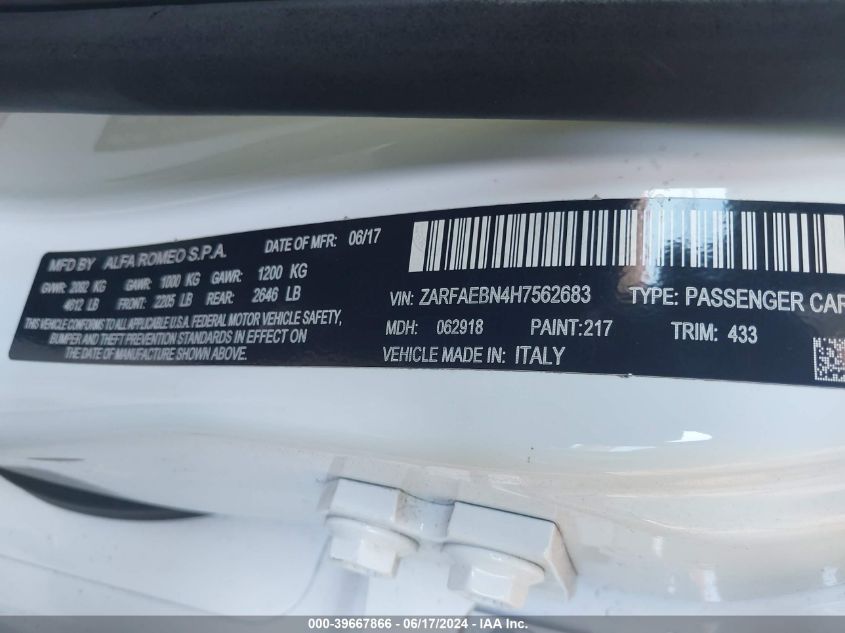 MFD BY ALFA ROMEO S.P.A. DATE OF MFR: 06/17
GVWR: 2092 KG GAWR: 1000 KG GAWR: 1200 KG
4612 LB FRONT: 2205 LB REAR: 2646 LB
THIS VEHICLE CONFORMS TO ALL APPLICABLE U.S.A. FEDERAL MOTOR VEHICLE SAFETY,
BUMPER AND THEFT PREVENTION STANDARDS IN EFFECT ON
THE DATE OF MANUFACTURE SHOWN ABOVE.
VIN: ZARFAEBN4H7562683 TYPE: PASSENGER CAR
MDH: 062918 PAINT:217 TRIM: 433
VEHICLE MADE IN: ITALY
000-39667866 - 06/17/2024 - IAA Inc.